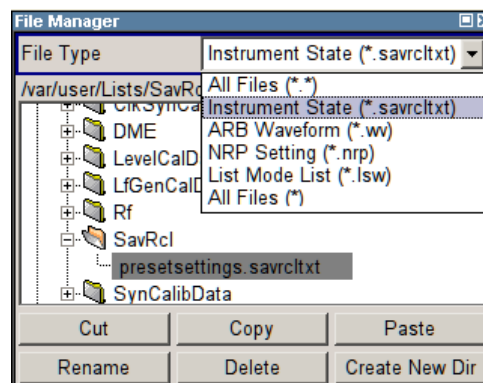 File Manager
File Type
Instrument State (*.savrcltxt)
/var/user/Lists/SavRc
All Files (*.*)
Instrument State (*.savrcltxt)
ARB Waveform (*.wv)
NRP Setting (*.nrp)
List Mode List (*.lsw)
All Files (*)
ClkSynCa
DME
LevelCalD
LfGenCalD
Rf
SavRcl
presetsettings.savrcltxt
SynCalibData
Cut Copy Paste
Rename Delete Create New Dir